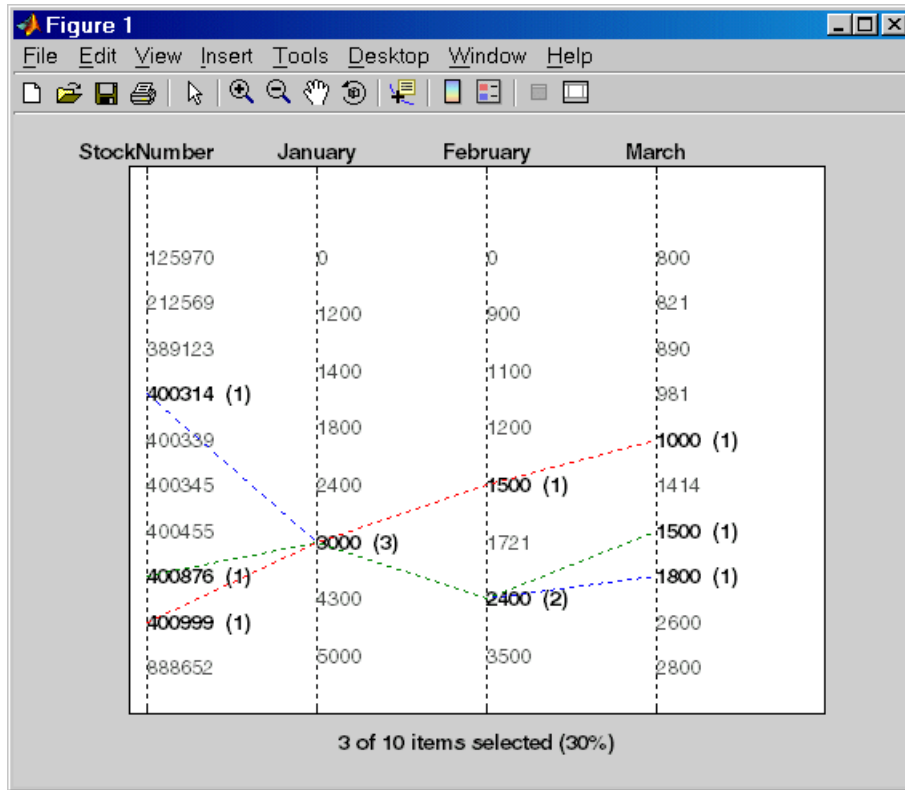 Figure 1
File Edit View Insert Tools Desktop Window Help
StockNumber January February March
125970 0 0 800
212569 1200 900 821
389123 1400 1100 890
400314 (1) 1800 1200 981
400339 2400 1500 (1) 1000 (1)
400345 3000 (3) 1721 1414
400455 4300 2400 (2) 1500 (1)
400876 (1) 5000 3500 1800 (1)
400999 (1) 2600
888652 2800
3 of 10 items selected (30%)